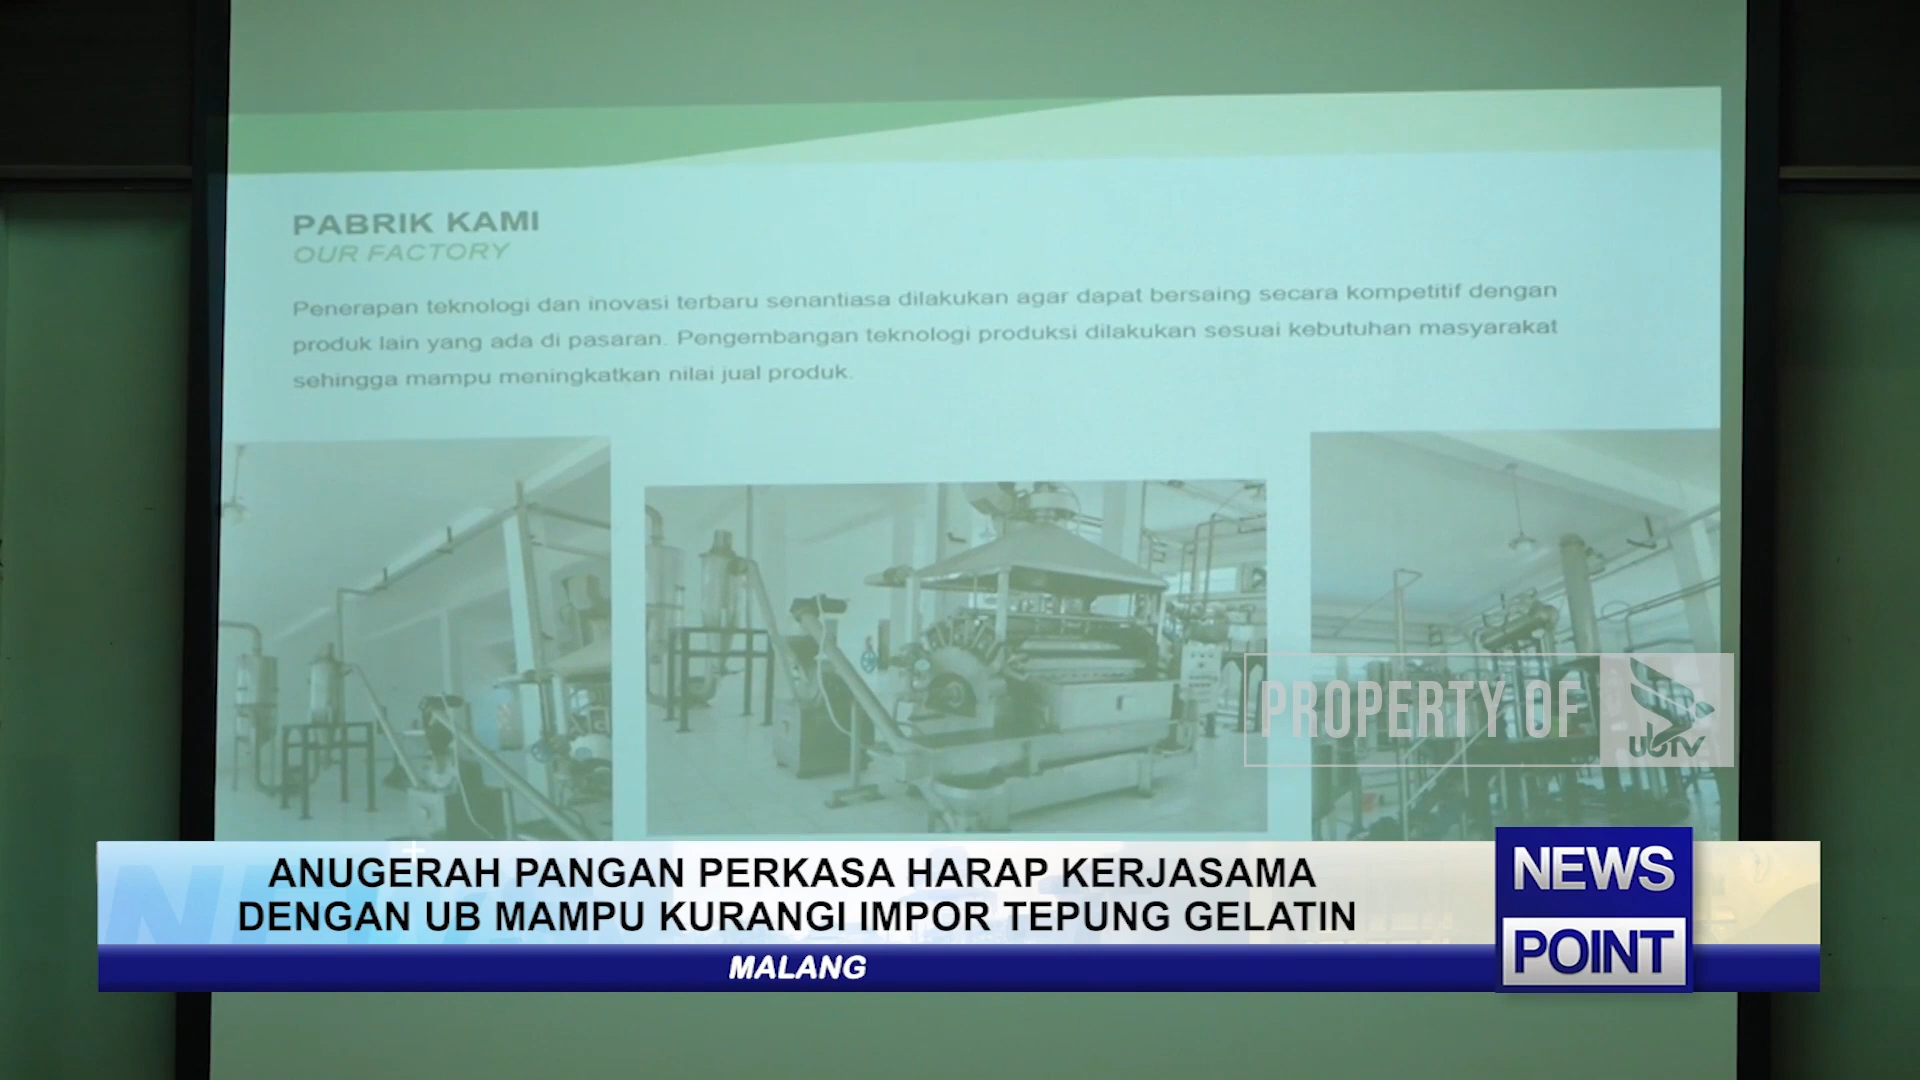 PABRIK KAMI
OUR FACTORY
Penerapan teknologi dan inovasi terbaru senantiasa dilakukan agar dapat bersaing secara kompetitif dengan
produk lain yang ada di pasaran. Pengembangan teknologi produksi dilakukan sesuai kebutuhan masyarakat
sehingga mampu meningkatkan nilai jual produk.
PROPERTY OF
UBTV
ANUGERAH PANGAN PERKASA HARAP KERJASAMA
DENGAN UB MAMPU KURANGI IMPOR TEPUNG GELATIN
MALANG
NEWS
POINT